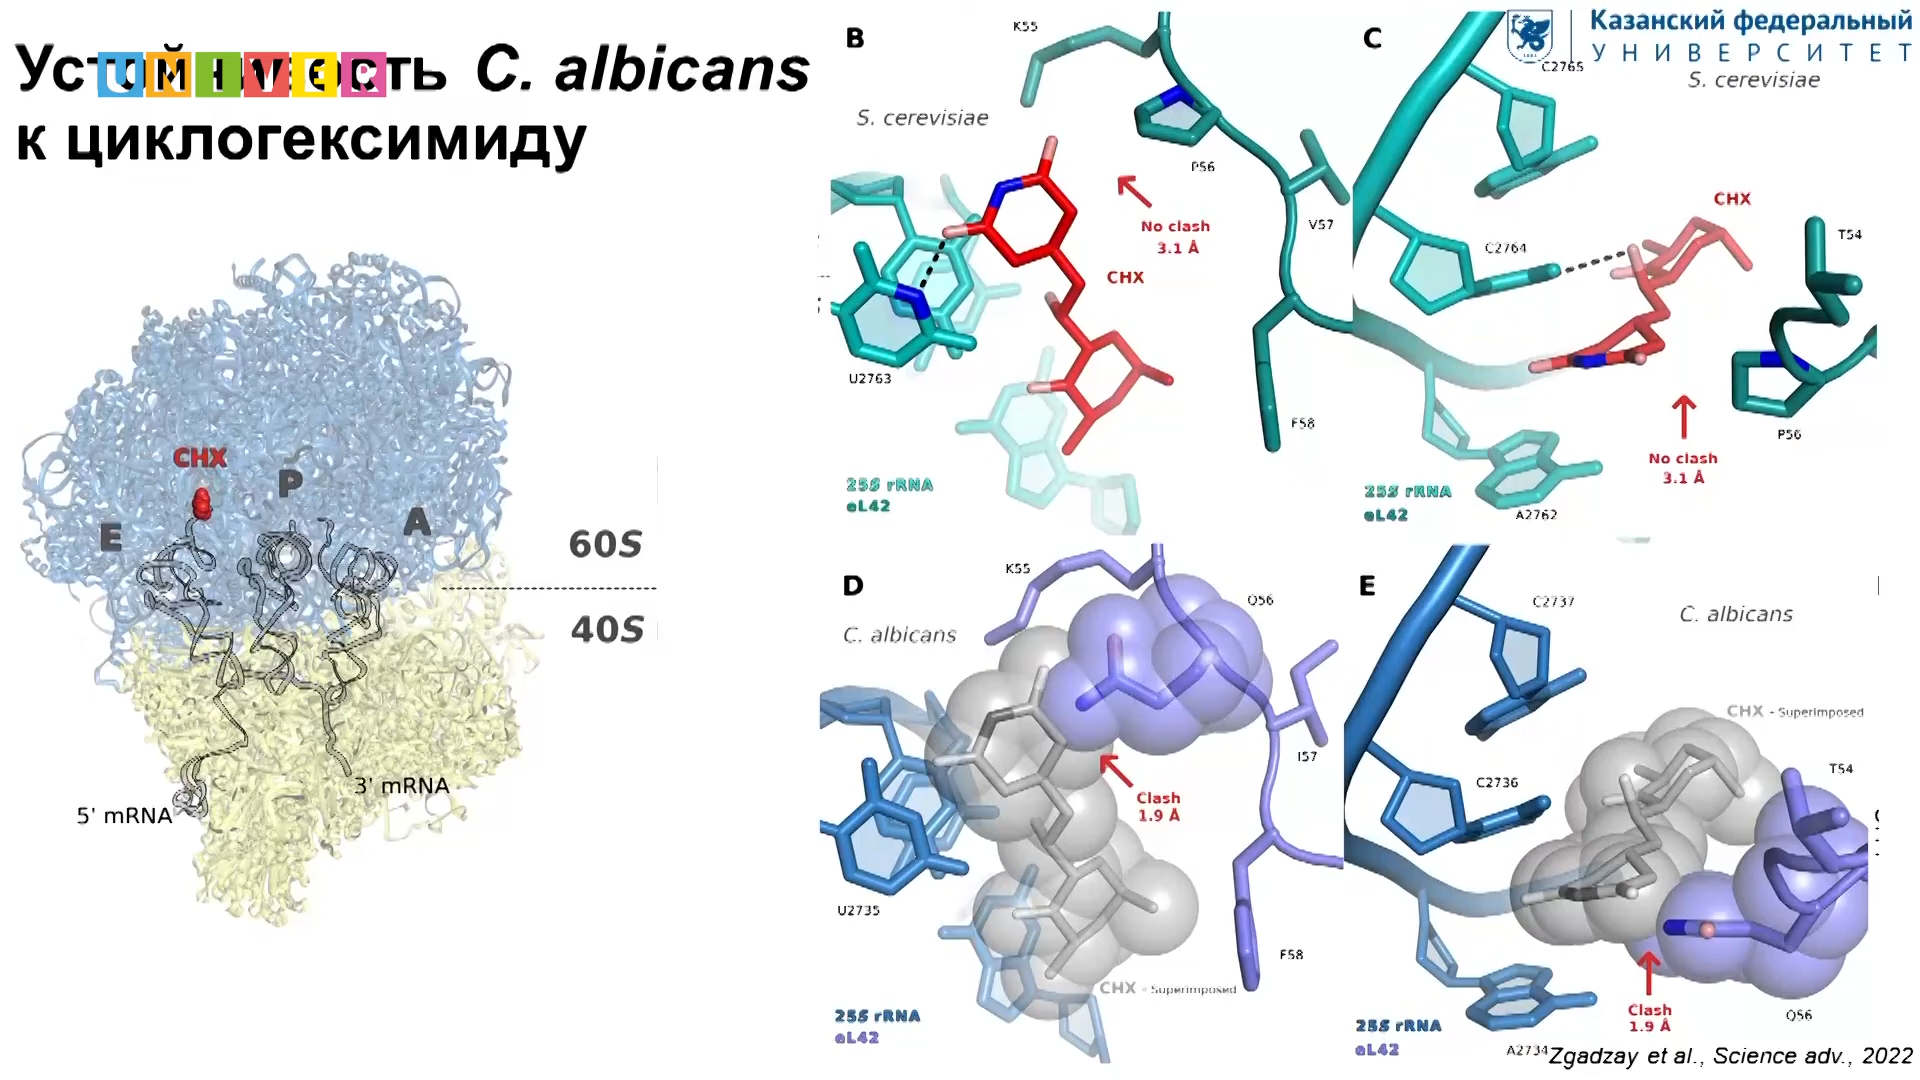 Устойчивость C. albicans
к циклогексимиду
UNIVER
Казанский федеральный
УНИВЕРСИТЕТ
CHX
P
E
A
60S
40S
5' mRNA
3' mRNA
B
S. cerevisiae
K55
P56
No clash
3.1 Å
V57
CHX
U2763
F58
25S rRNA
eL42
C
C2765
S. cerevisiae
CHX
T54
C2764
No clash
3.1 Å
P56
25S rRNA
eL42
A2762
D
K55
Q56
C. albicans
I57
Clash
1.9 Å
U2735
F58
CHX - Superimposed
25S rRNA
eL42
E
C2737
C. albicans
CHX - Superimposed
T54
C2736
Clash
1.9 Å
Q56
25S rRNA
eL42
A2734
Zgadzay et al., Science adv., 2022